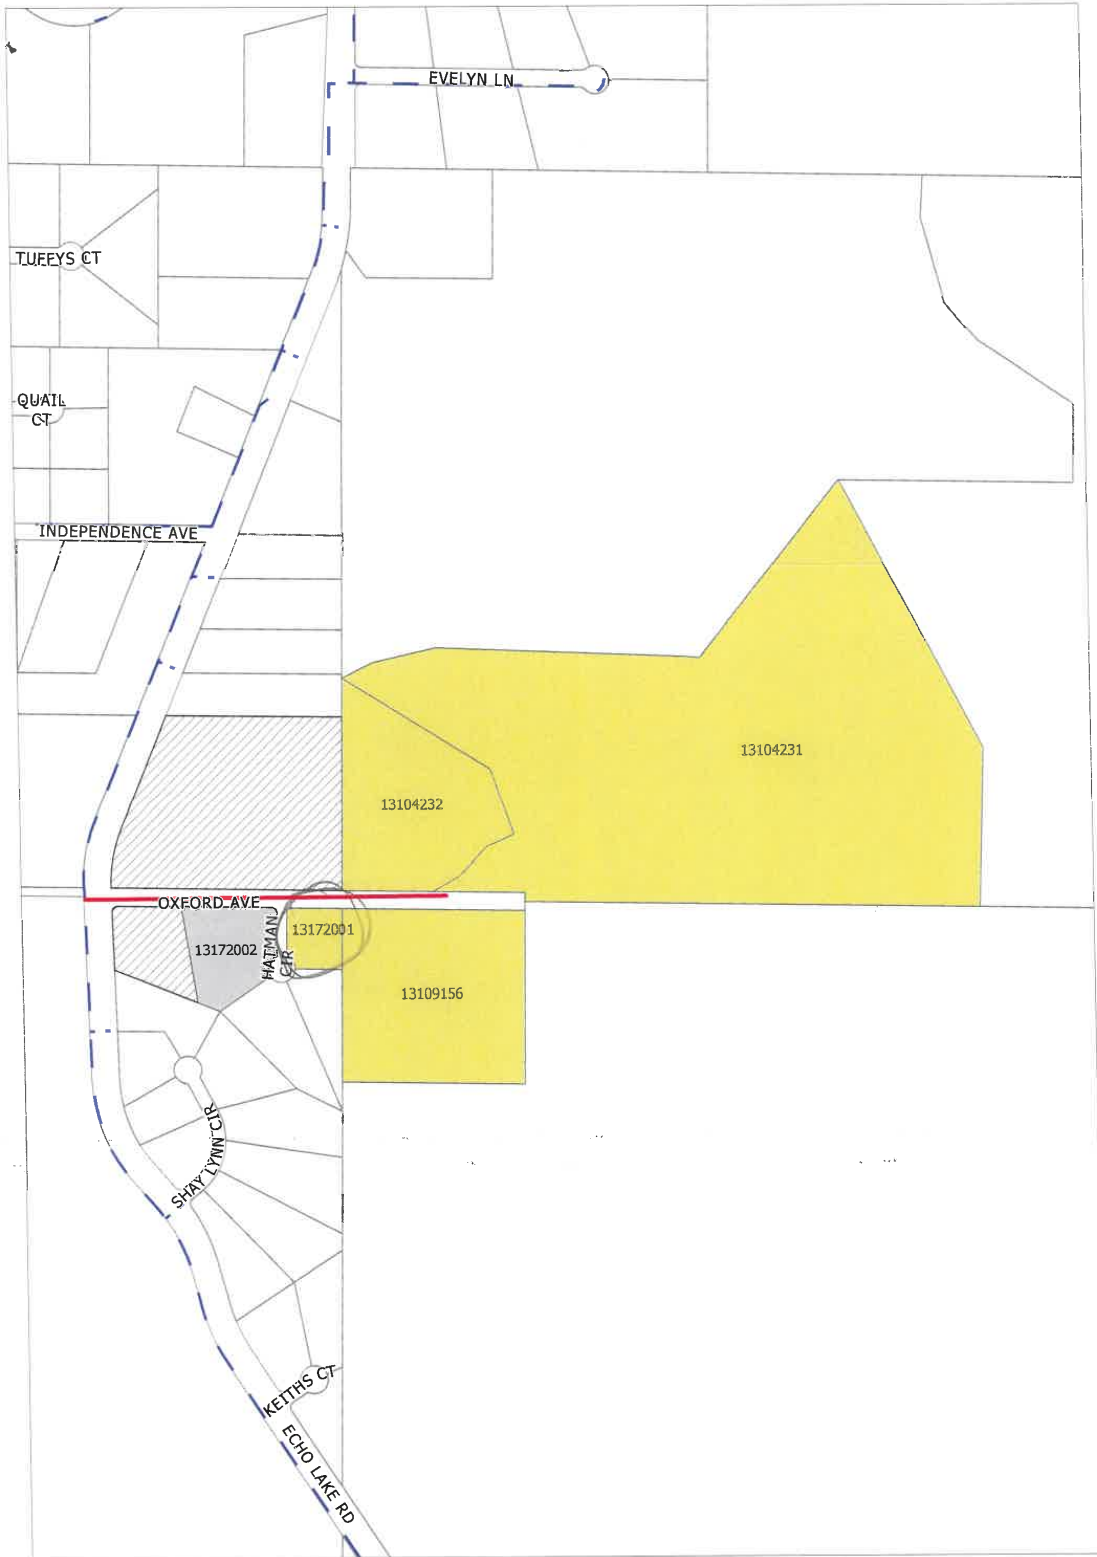 EVELYN LN
TUFFYS CT
QUAIL
CT
INDEPENDENCE AVE
13104231
13104232
OXFORD AVE
13172001
13172002
HATMAN
CIR
13109156
SHAY LYNN CIR
KEITHS CT
ECHO LAKE RD